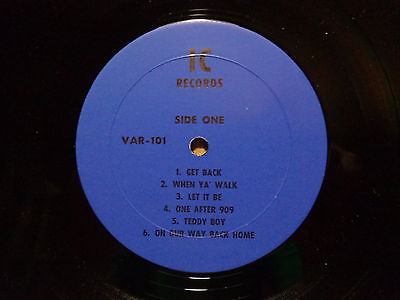 IC
RECORDS
SIDE ONE
VAR-101
1. GET BACK
2. WHEN YA' WALK
3. LET IT BE
4. ONE AFTER 909
5. TEDDY BOY
6. ON OUR WAY BACK HOME